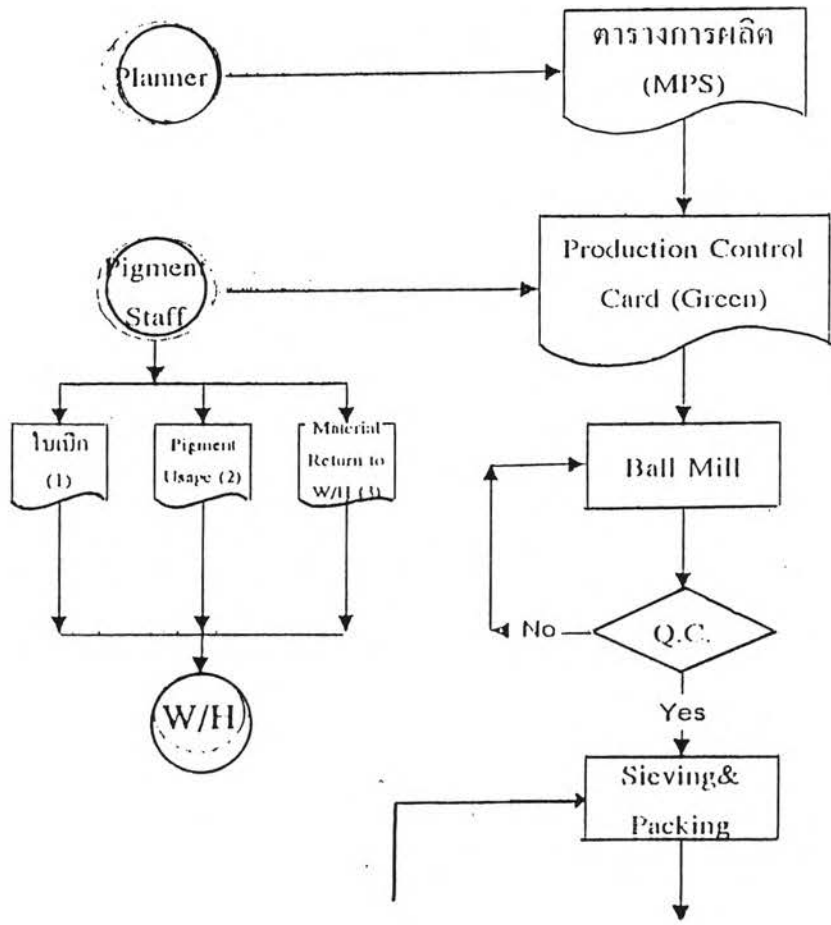 Planner
ตารางการผลิต
(MPS)
Pigment
Staff
Production Control
Card (Green)
ใบเบิก
(1)
Pigment
Usage (2)
Material
Return to
W/H (3)
Ball Mill
No
Q.C.
W/H
Yes
Sieving&
Packing